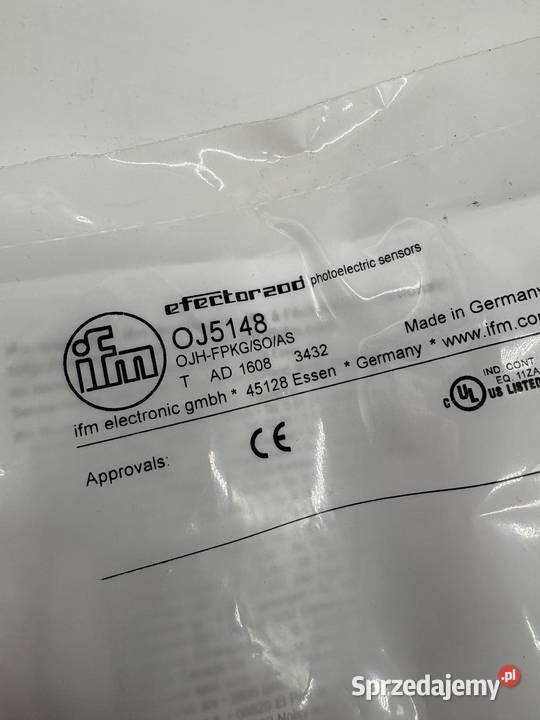 efector200 photoelectric sensors
ifm
OJ5148
OJH-FPKG/SO/AS
T AD 1608 3432
Made in Germany
ifm electronic gmbh * 45128 Essen * Germany * www.ifm.co
c UL US LISTED
IND. CONT.
EQ. 11ZA
CE
Approvals:
Sprzedajemy.pl